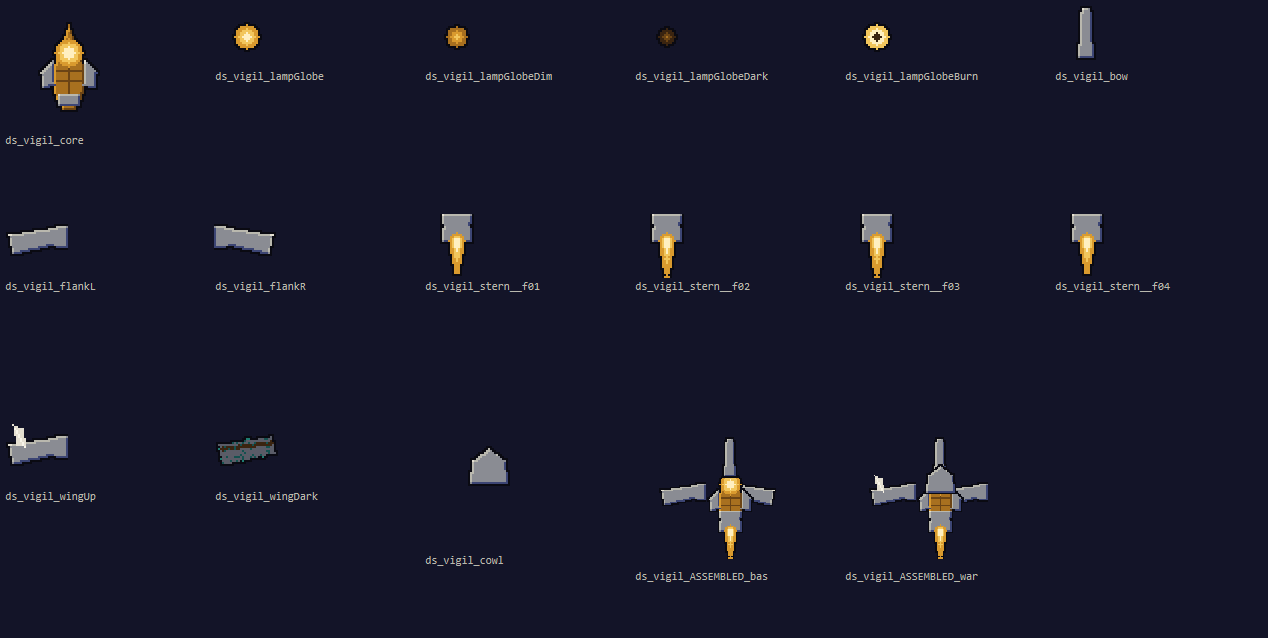 ds_vigil_lampGlobe
ds_vigil_lampGlobeDim
ds_vigil_lampGlobeDark
ds_vigil_lampGlobeBurn
ds_vigil_bow
ds_vigil_core
ds_vigil_flankL
ds_vigil_flankR
ds_vigil_stern__f01
ds_vigil_stern__f02
ds_vigil_stern__f03
ds_vigil_stern__f04
ds_vigil_wingUp
ds_vigil_wingDark
ds_vigil_cowl
ds_vigil_ASSEMBLED_bas
ds_vigil_ASSEMBLED_war